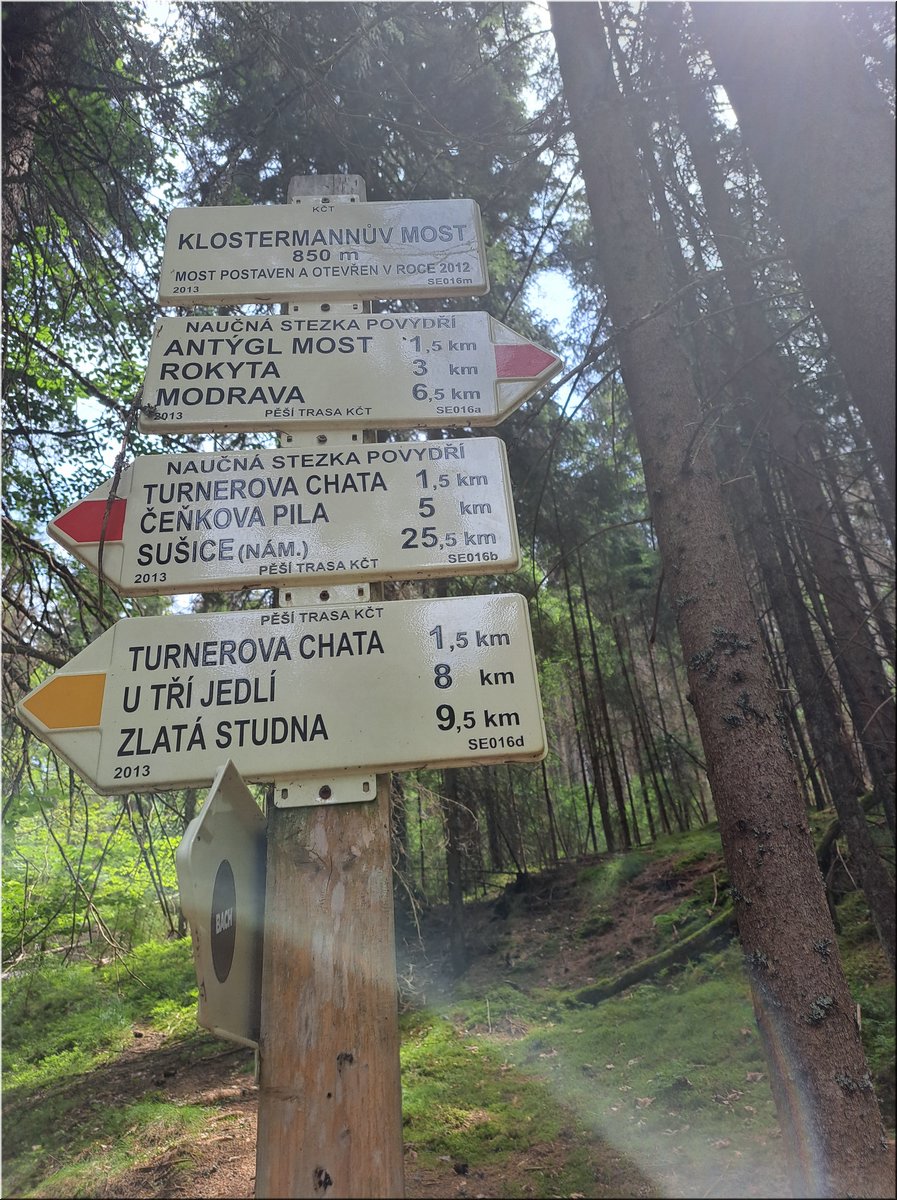 KČT
KLOSTERMANNŮV MOST
850 m
MOST POSTAVEN A OTEVŘEN V ROCE 2012
2013 SE016m
NAUČNÁ STEZKA POVYDŘÍ
ANTÝGL MOST 1,5 km
ROKYTA 3 km
MODRAVA 6,5 km
2013 PĚŠÍ TRASA KČT SE016a
NAUČNÁ STEZKA POVYDŘÍ
TURNEROVA CHATA 1,5 km
ČEŇKOVA PILA 5 km
SUŠICE (NÁM.) 25,5 km
2013 PĚŠÍ TRASA KČT SE016b
PĚŠÍ TRASA KČT
TURNEROVA CHATA 1,5 km
U TŘÍ JEDLÍ 8 km
ZLATÁ STUDNA 9,5 km
2013 SE016d
BACH